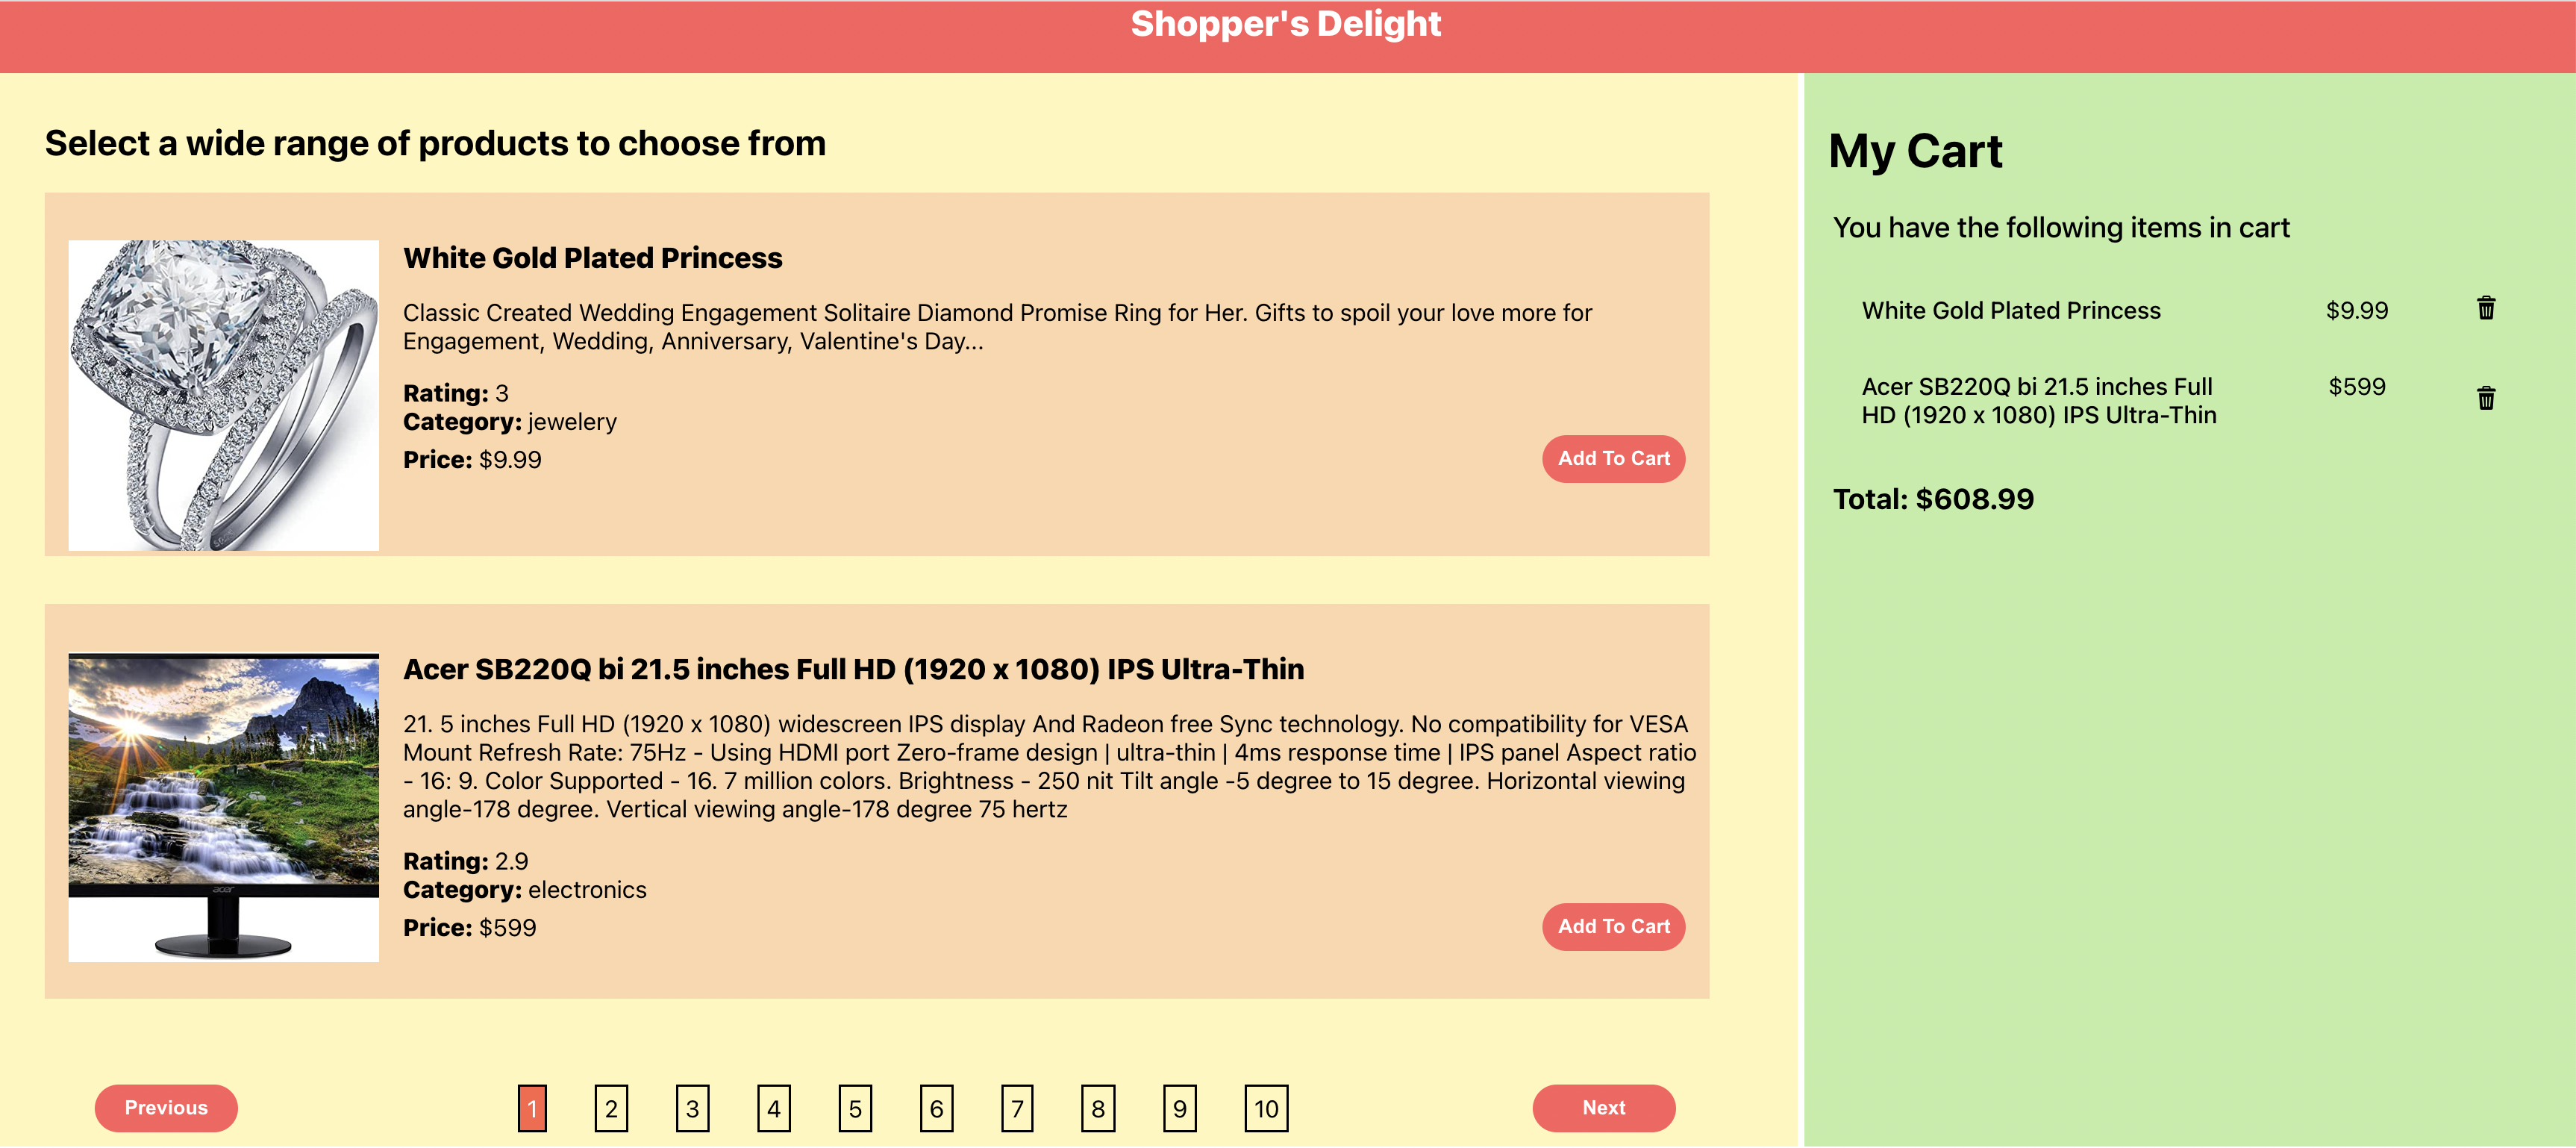 Shopper's Delight
Select a wide range of products to choose from
White Gold Plated Princess
Classic Created Wedding Engagement Solitaire Diamond Promise Ring for Her. Gifts to spoil your love more for
Engagement, Wedding, Anniversary, Valentine's Day...
Rating: 3
Category: jewelery
Price: $9.99
Add To Cart
Acer SB220Q bi 21.5 inches Full HD (1920 x 1080) IPS Ultra-Thin
21. 5 inches Full HD (1920 x 1080) widescreen IPS display And Radeon free Sync technology. No compatibility for VESA
Mount Refresh Rate: 75Hz - Using HDMI port Zero-frame design | ultra-thin | 4ms response time | IPS panel Aspect ratio
- 16: 9. Color Supported - 16. 7 million colors. Brightness - 250 nit Tilt angle -5 degree to 15 degree. Horizontal viewing
angle-178 degree. Vertical viewing angle-178 degree 75 hertz
acer
Rating: 2.9
Category: electronics
Price: $599
Add To Cart
Previous
1 2 3 4 5 6 7 8 9 10
Next
My Cart
You have the following items in cart
White Gold Plated Princess $9.99
Acer SB220Q bi 21.5 inches Full $599
HD (1920 x 1080) IPS Ultra-Thin
Total: $608.99